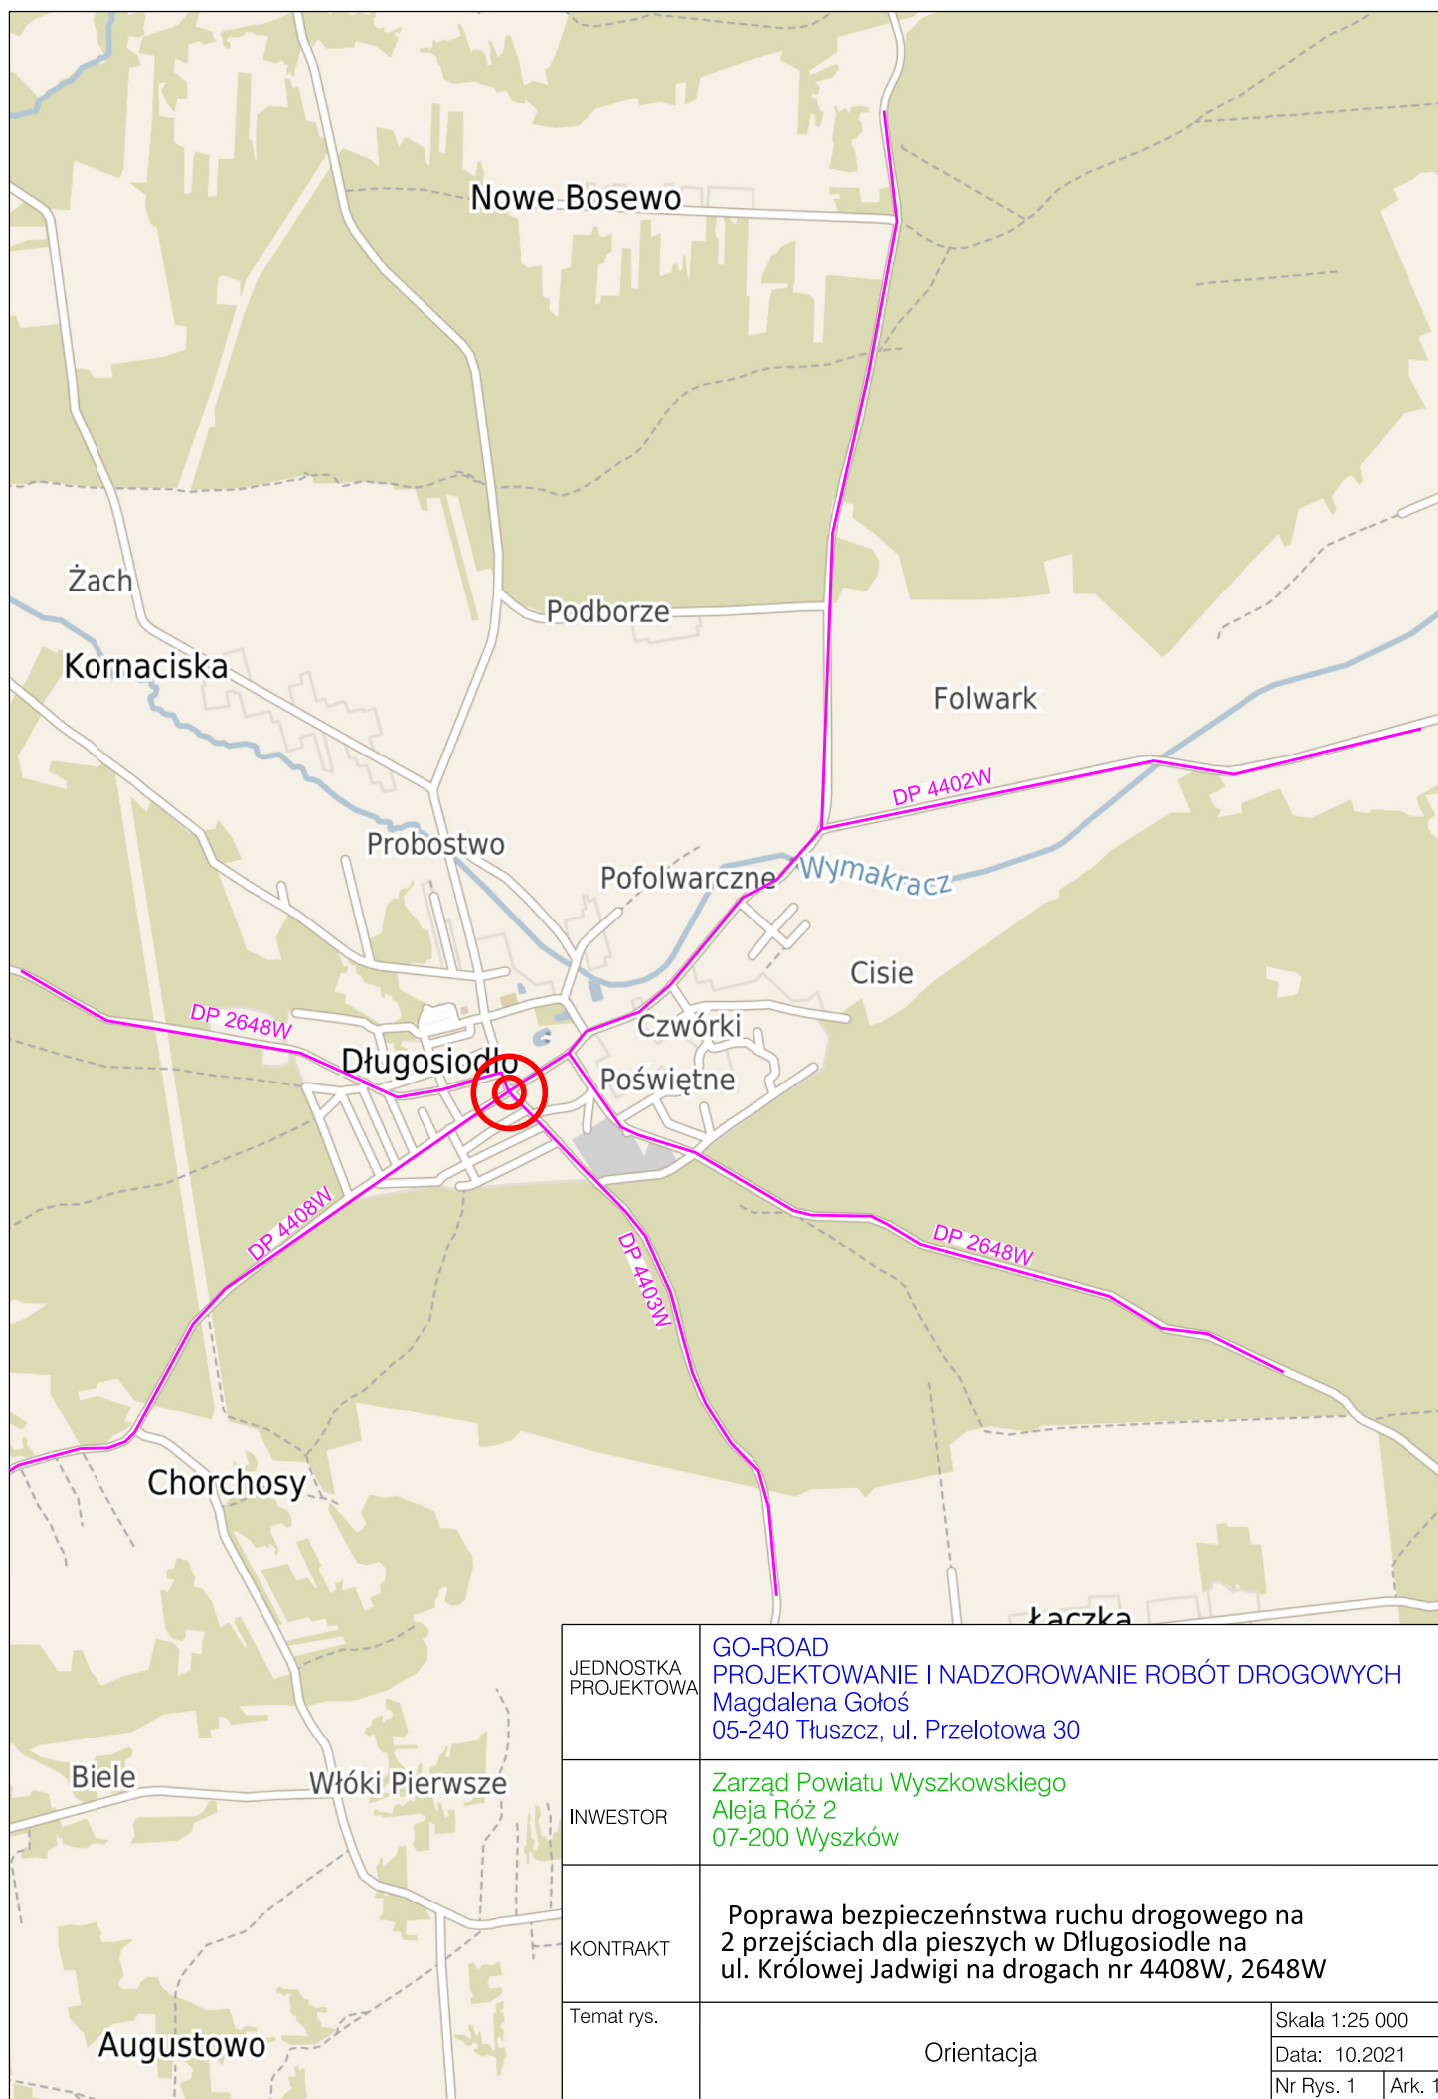 Nowe Bosewo
Żach
Podborze
Kornaciska
Folwark
DP 4402W
Probostwo
Pofolwarczne
Wymakracz
Cisie
DP 2648W
Czwórki
Długosiodło
Poświętne
DP 4408W
DP 4403W
DP 2648W
Chorchosy
Łączka
Biele
Włóki Pierwsze
Augustowo
JEDNOSTKA
PROJEKTOWA
GO-ROAD
PROJEKTOWANIE I NADZOROWANIE ROBÓT DROGOWYCH
Magdalena Gołoś
05-240 Tłuszcz, ul. Przelotowa 30
INWESTOR
Zarząd Powiatu Wyszkowskiego
Aleja Róż 2
07-200 Wyszków
KONTRAKT
Poprawa bezpieczeńnstwa ruchu drogowego na
2 przejściach dla pieszych w Dłlugosiodle na
ul. Królowej Jadwigi na drogach nr 4408W, 2648W
Temat rys.
Orientacja
Skala 1:25 000
Data: 10.2021
Nr Rys. 1
Ark. 1